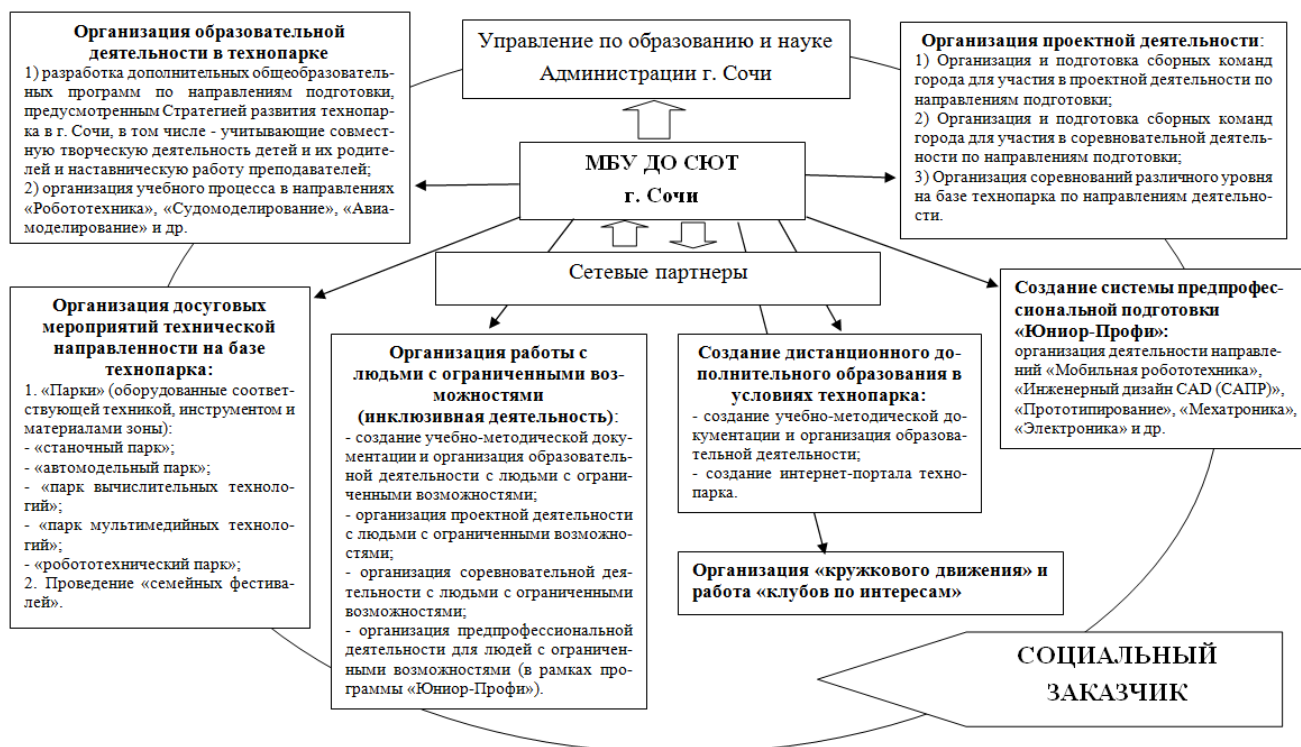 Организация образовательной
деятельности в технопарке
1) разработка дополнительных общеобразователь-
ных программ по направлениям подготовки,
предусмотренным Стратегией развития технопар-
ка в г. Сочи, в том числе - учитывающие совмест-
ную творческую деятельность детей и их родите-
лей и наставническую работу преподавателей;
2) организация учебного процесса в направлениях
«Робототехника», «Судомоделирование», «Авиа-
моделирование» и др.
Управление по образованию и науке
Администрации г. Сочи
Организация проектной деятельности:
1) Организация и подготовка сборных команд
города для участия в проектной деятельности по
направлениям подготовки;
2) Организация и подготовка сборных команд
города для участия в соревновательной деятель-
ности по направлениям подготовки;
3) Организация соревнований различного уровня
на базе технопарка по направлениям деятельно-
сти.
МБУ ДО СЮТ
г. Сочи
Сетевые партнеры
Организация досуговых
мероприятий технической
направленности на базе
технопарка:
1. «Парки» (оборудованные соответ-
ствующей техникой, инструментом и
материалами зоны):
- «станочный парк»;
- «автомодельный парк»;
- «парк вычислительных техноло-
гий»;
- «парк мультимедийных техноло-
гий»;
- «робототехнический парк»;
2. Проведение «семейных фестива-
лей».
Организация работы с
людьми с ограниченными воз-
можностями
(инклюзивная деятельность):
- создание учебно-методической доку-
ментации и организация образователь-
ной деятельности с людьми с ограни-
ченными возможностями;
- организация проектной деятельности
с людьми с ограниченными возможно-
стями;
- организация соревновательной дея-
тельности с людьми с ограниченными
возможностями;
- организация предпрофессиональной
деятельности для людей с ограничен-
ными возможностями (в рамках про-
граммы «Юниор-Профи»).
Создание дистанционного до-
полнительного образования в
условиях технопарка:
- создание учебно-методической до-
кументации и организация образова-
тельной деятельности;
- создание интернет-портала техно-
парка.
Создание системы предпрофес-
сиональной подготовки
«Юниор-Профи»:
организация деятельности направле-
ний «Мобильная робототехника»,
«Инженерный дизайн CAD (САПР)»,
«Прототипирование», «Мехатроника»,
«Электроника» и др.
Организация «кружкового движения» и
работа «клубов по интересам»
СОЦИАЛЬНЫЙ
ЗАКАЗЧИК